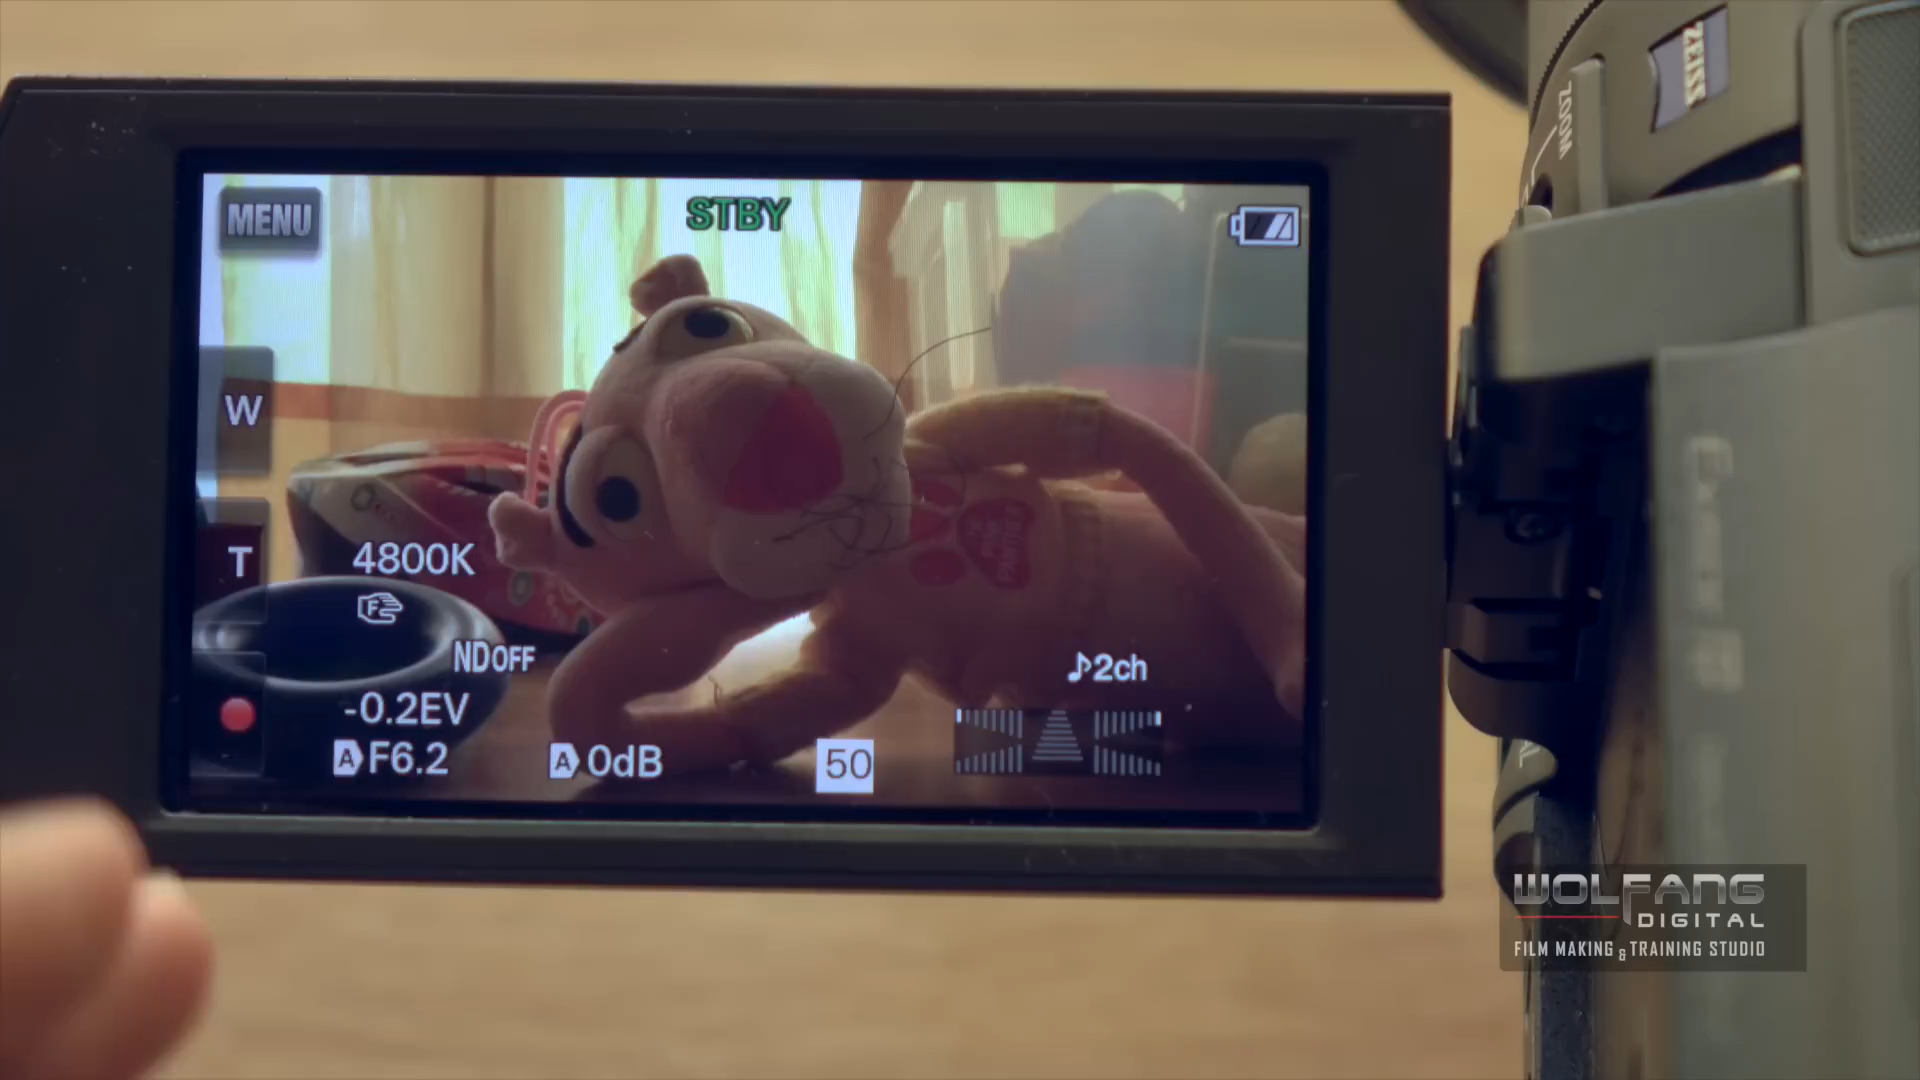 ZEISS
ZOOM
MENU
STBY
W
T
4800K
F
NDOFF
-0.2EV
A F6.2
A 0dB
50
♪2ch
WOLFANG
DIGITAL
FILM MAKING & TRAINING STUDIO